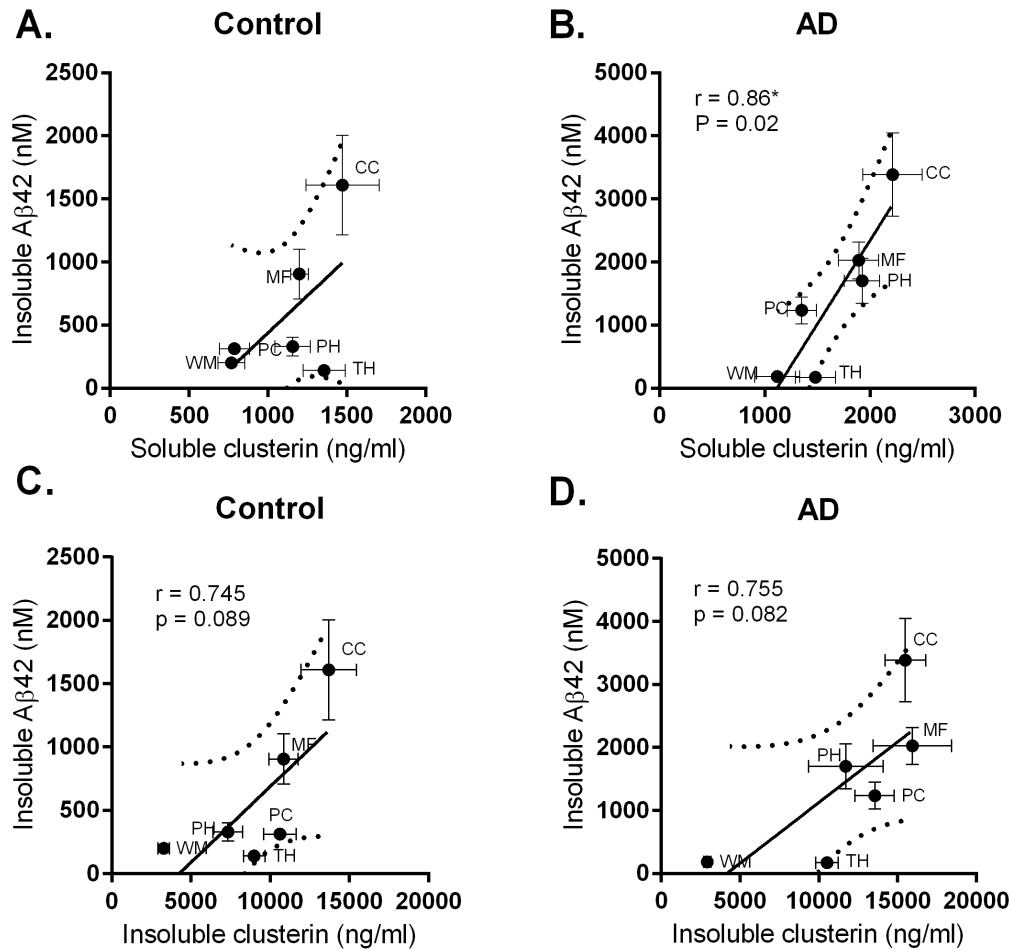 A.
Control
2500
2000
1500
1000
500
0
Insoluble Aβ42 (nM)
CC
MF
PH
PC
WM
TH
0 500 1000 1500 2000
Soluble clusterin (ng/ml)
B.
AD
5000
4000
3000
2000
1000
0
Insoluble Aβ42 (nM)
r = 0.86*
P = 0.02
CC
MF
PH
PC
WM
TH
0 1000 2000 3000
Soluble clusterin (ng/ml)
C.
Control
2500
2000
1500
1000
500
0
Insoluble Aβ42 (nM)
r = 0.745
p = 0.089
CC
MF
PH
PC
WM
TH
0 5000 10000 15000 20000
Insoluble clusterin (ng/ml)
D.
AD
5000
4000
3000
2000
1000
0
Insoluble Aβ42 (nM)
r = 0.755
p = 0.082
CC
MF
PH
PC
WM
TH
0 5000 10000 15000 20000
Insoluble clusterin (ng/ml)